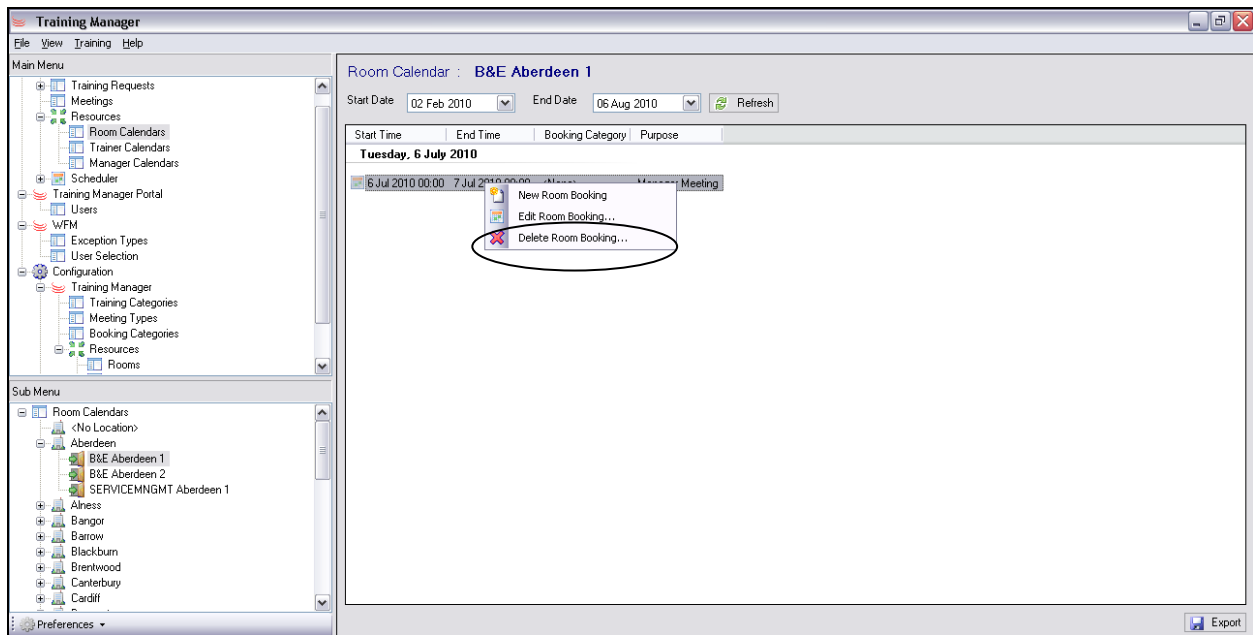 Training Manager
File View Training Help
Main Menu
Training Requests
Meetings
Resources
Room Calendars
Trainer Calendars
Manager Calendars
Scheduler
Training Manager Portal
Users
WFM
Exception Types
User Selection
Configuration
Training Manager
Training Categories
Meeting Types
Booking Categories
Resources
Rooms
Sub Menu
Room Calendars
<No Location>
Aberdeen
B&E Aberdeen 1
B&E Aberdeen 2
SERVICEMNGMT Aberdeen 1
Alness
Bangor
Barrow
Blackburn
Brentwood
Canterbury
Cardiff
Preferences
Room Calendar : B&E Aberdeen 1
Start Date 02 Feb 2010 End Date 06 Aug 2010 Refresh
Start Time End Time Booking Category Purpose
Tuesday, 6 July 2010
6 Jul 2010 00:00 7 Jul 2010 00:00 <None> Manager Meeting
New Room Booking
Edit Room Booking...
Delete Room Booking...
Export